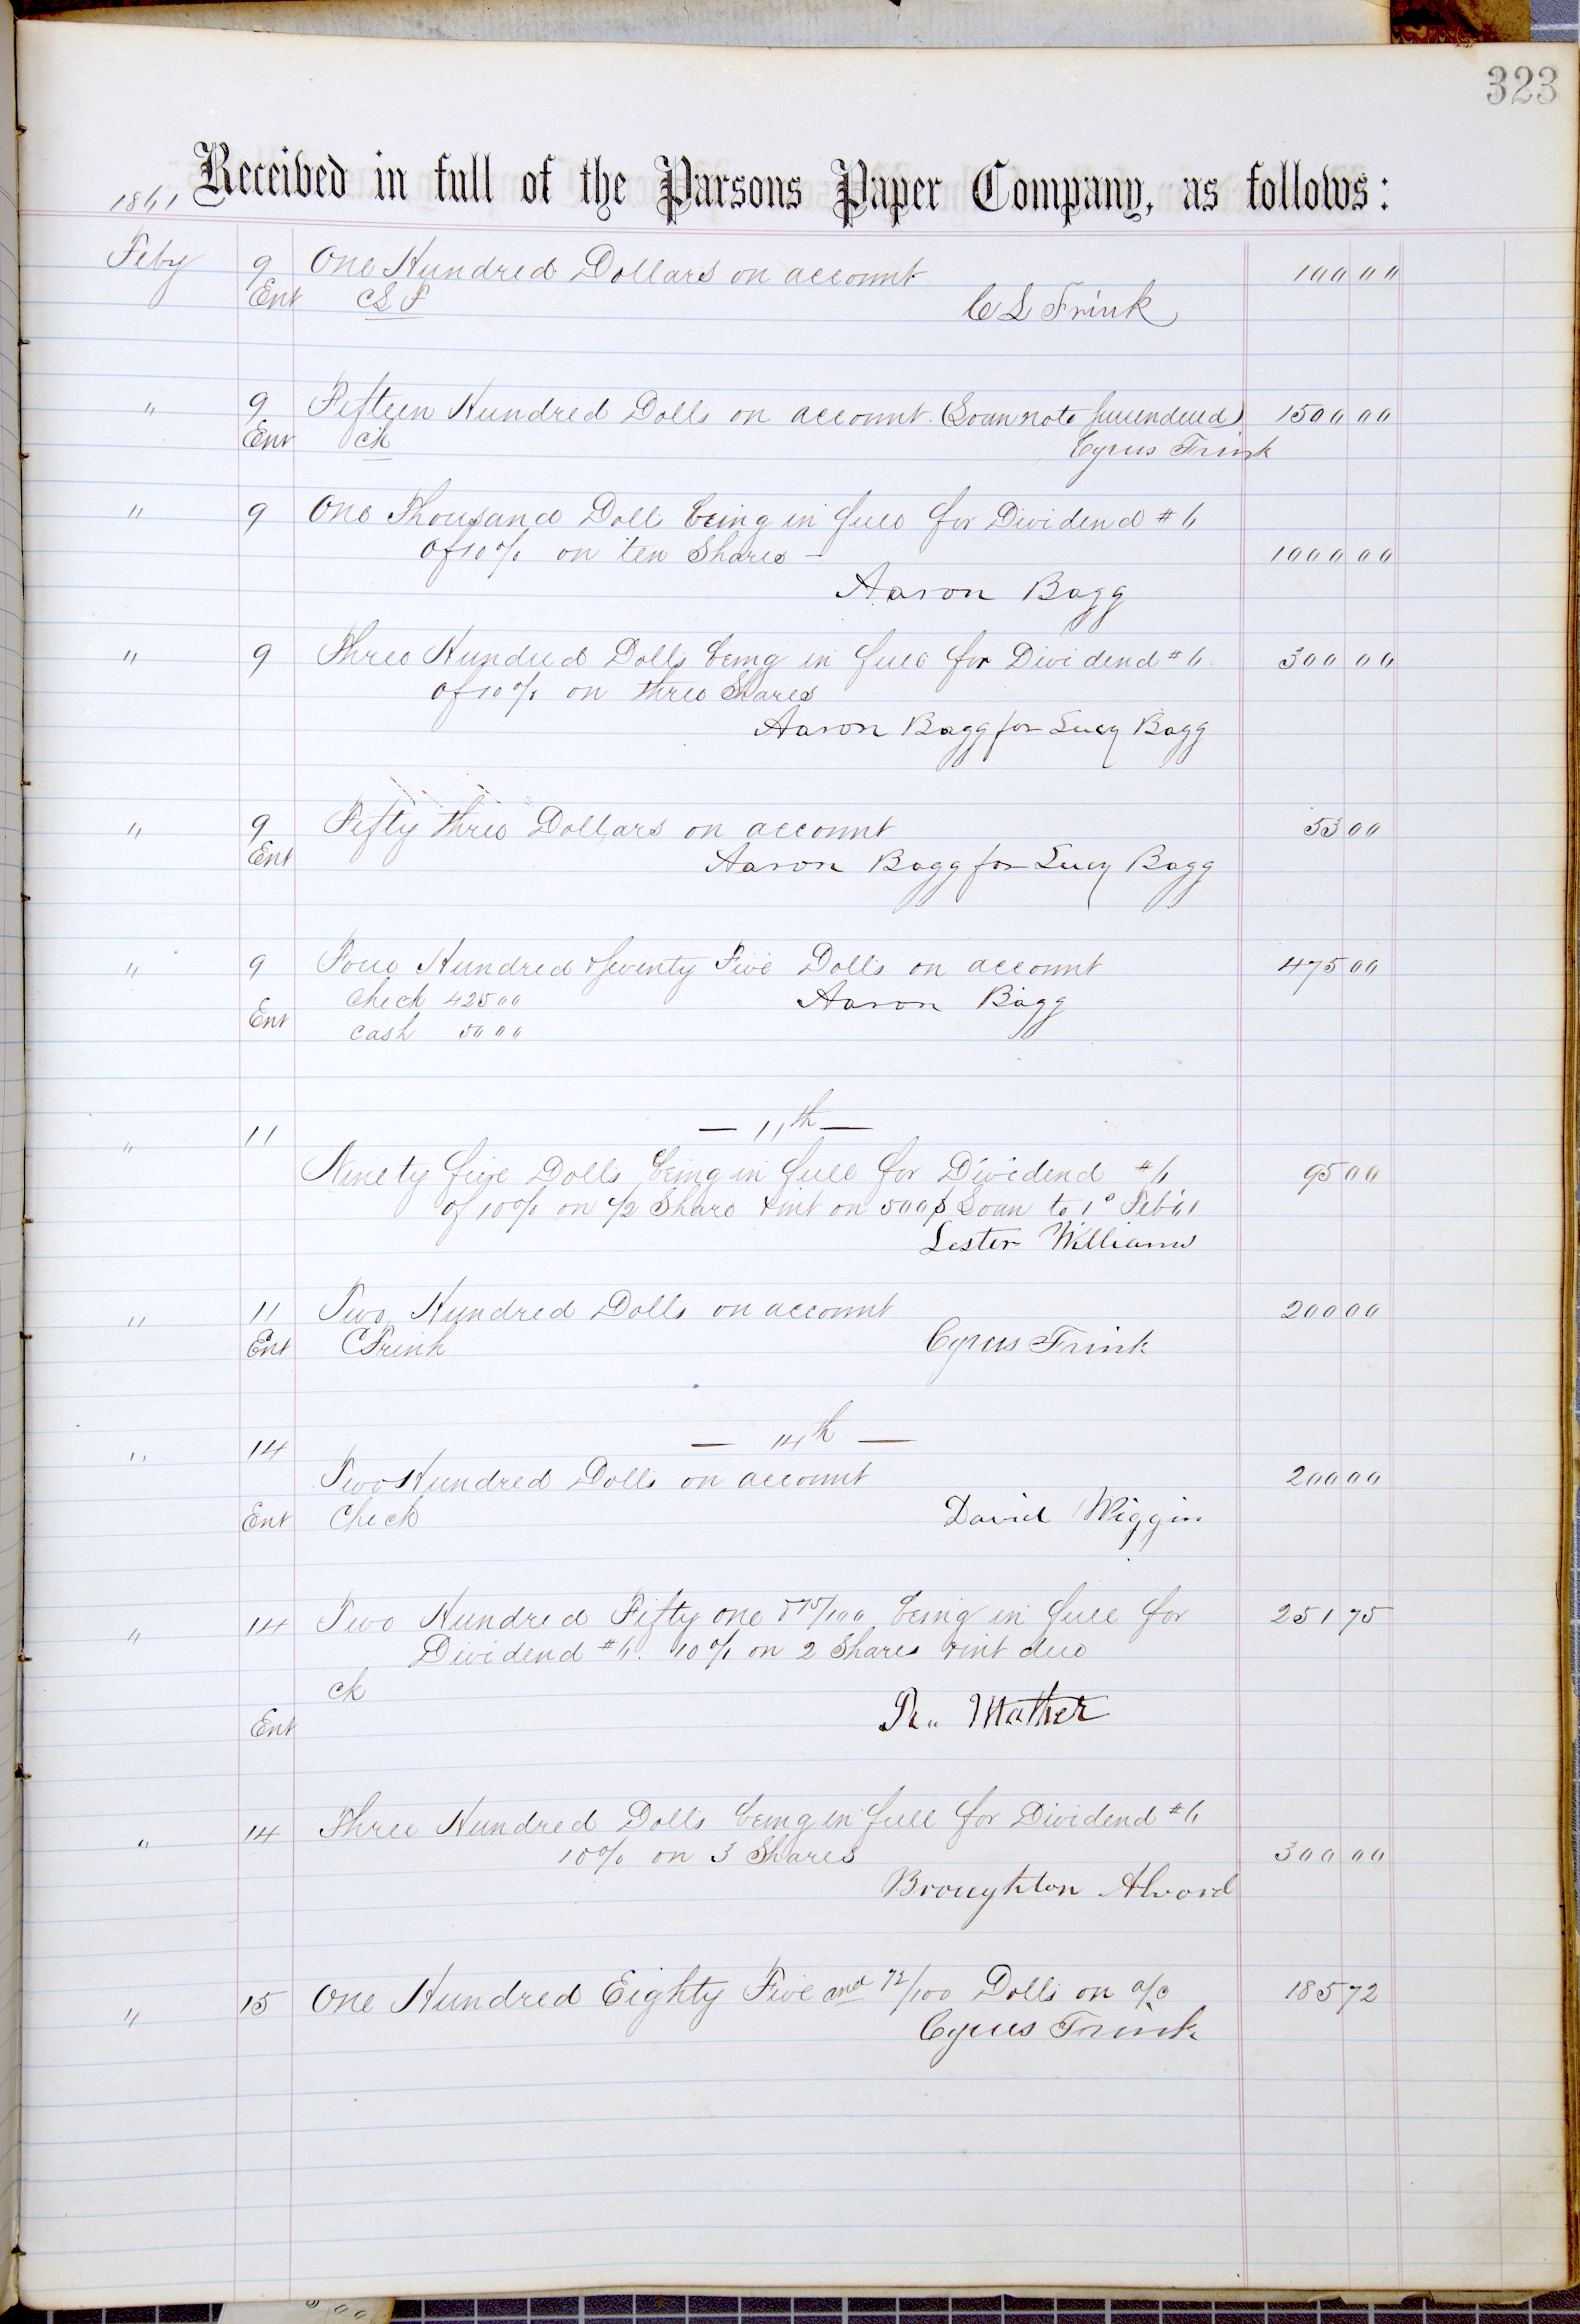 323
Received in full of the Parsons Paper Company, as follows:
1861
Feby 9 One Hundred Dollars on account 100 00
Ent CLF C L Frink
" 9 Fifteen Hundred Dolls on account (Loan note surrendered) 1500 00
Ent Ck Cyrus Frink
" 9 One Thousand Dolls being in full for Dividend #6
Of 10% on ten Shares - 1000 00
Aaron Bagg
" 9 Three Hundred Dolls being in full for Dividend #6. 300 00
of 10% on three Shares
Aaron Bagg for Lucy Bagg
" 9 Fifty three Dollars on account 53 00
Ent Aaron Bagg for Lucy Bagg
" 9 Four Hundred & Seventy Five Dolls on account 475 00
Check 425 00 Aaron Bagg
Ent
Cash 50 00
— 11th —
" 11
Ninety five Dolls being in full for Dividend #6 95 00
of 10% on 1/2 Share & int on 500$ Loan to 1º Feb 61
Lester Williams
" 11 Two Hundred Dolls on account 200 00
Ent C Frink Cyrus Frink
" 14 — 14th —
Two Hundred Dolls on account 200 00
Ent Check David Wiggin
" 14 Two Hundred Fifty one & 75/100 being in full for 251 75
Dividend #6. 10% on 2 Shares & int due
ck
Ent R. Mather
" 14 Three Hundred Dolls being in full for Dividend #6
10% on 3 Shares 300 00
Broughton Alvord
" 15 One Hundred Eighty Five and 72/100 Dolls on a/c 185 72
Cyrus Frink